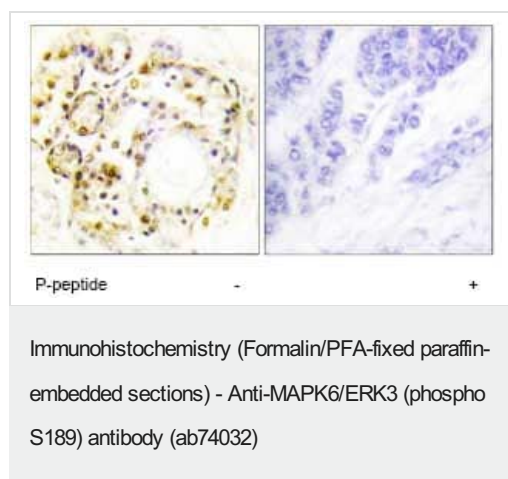 P-peptide - +
Immunohistochemistry (Formalin/PFA-fixed paraffin-
embedded sections) - Anti-MAPK6/ERK3 (phospho
S189) antibody (ab74032)